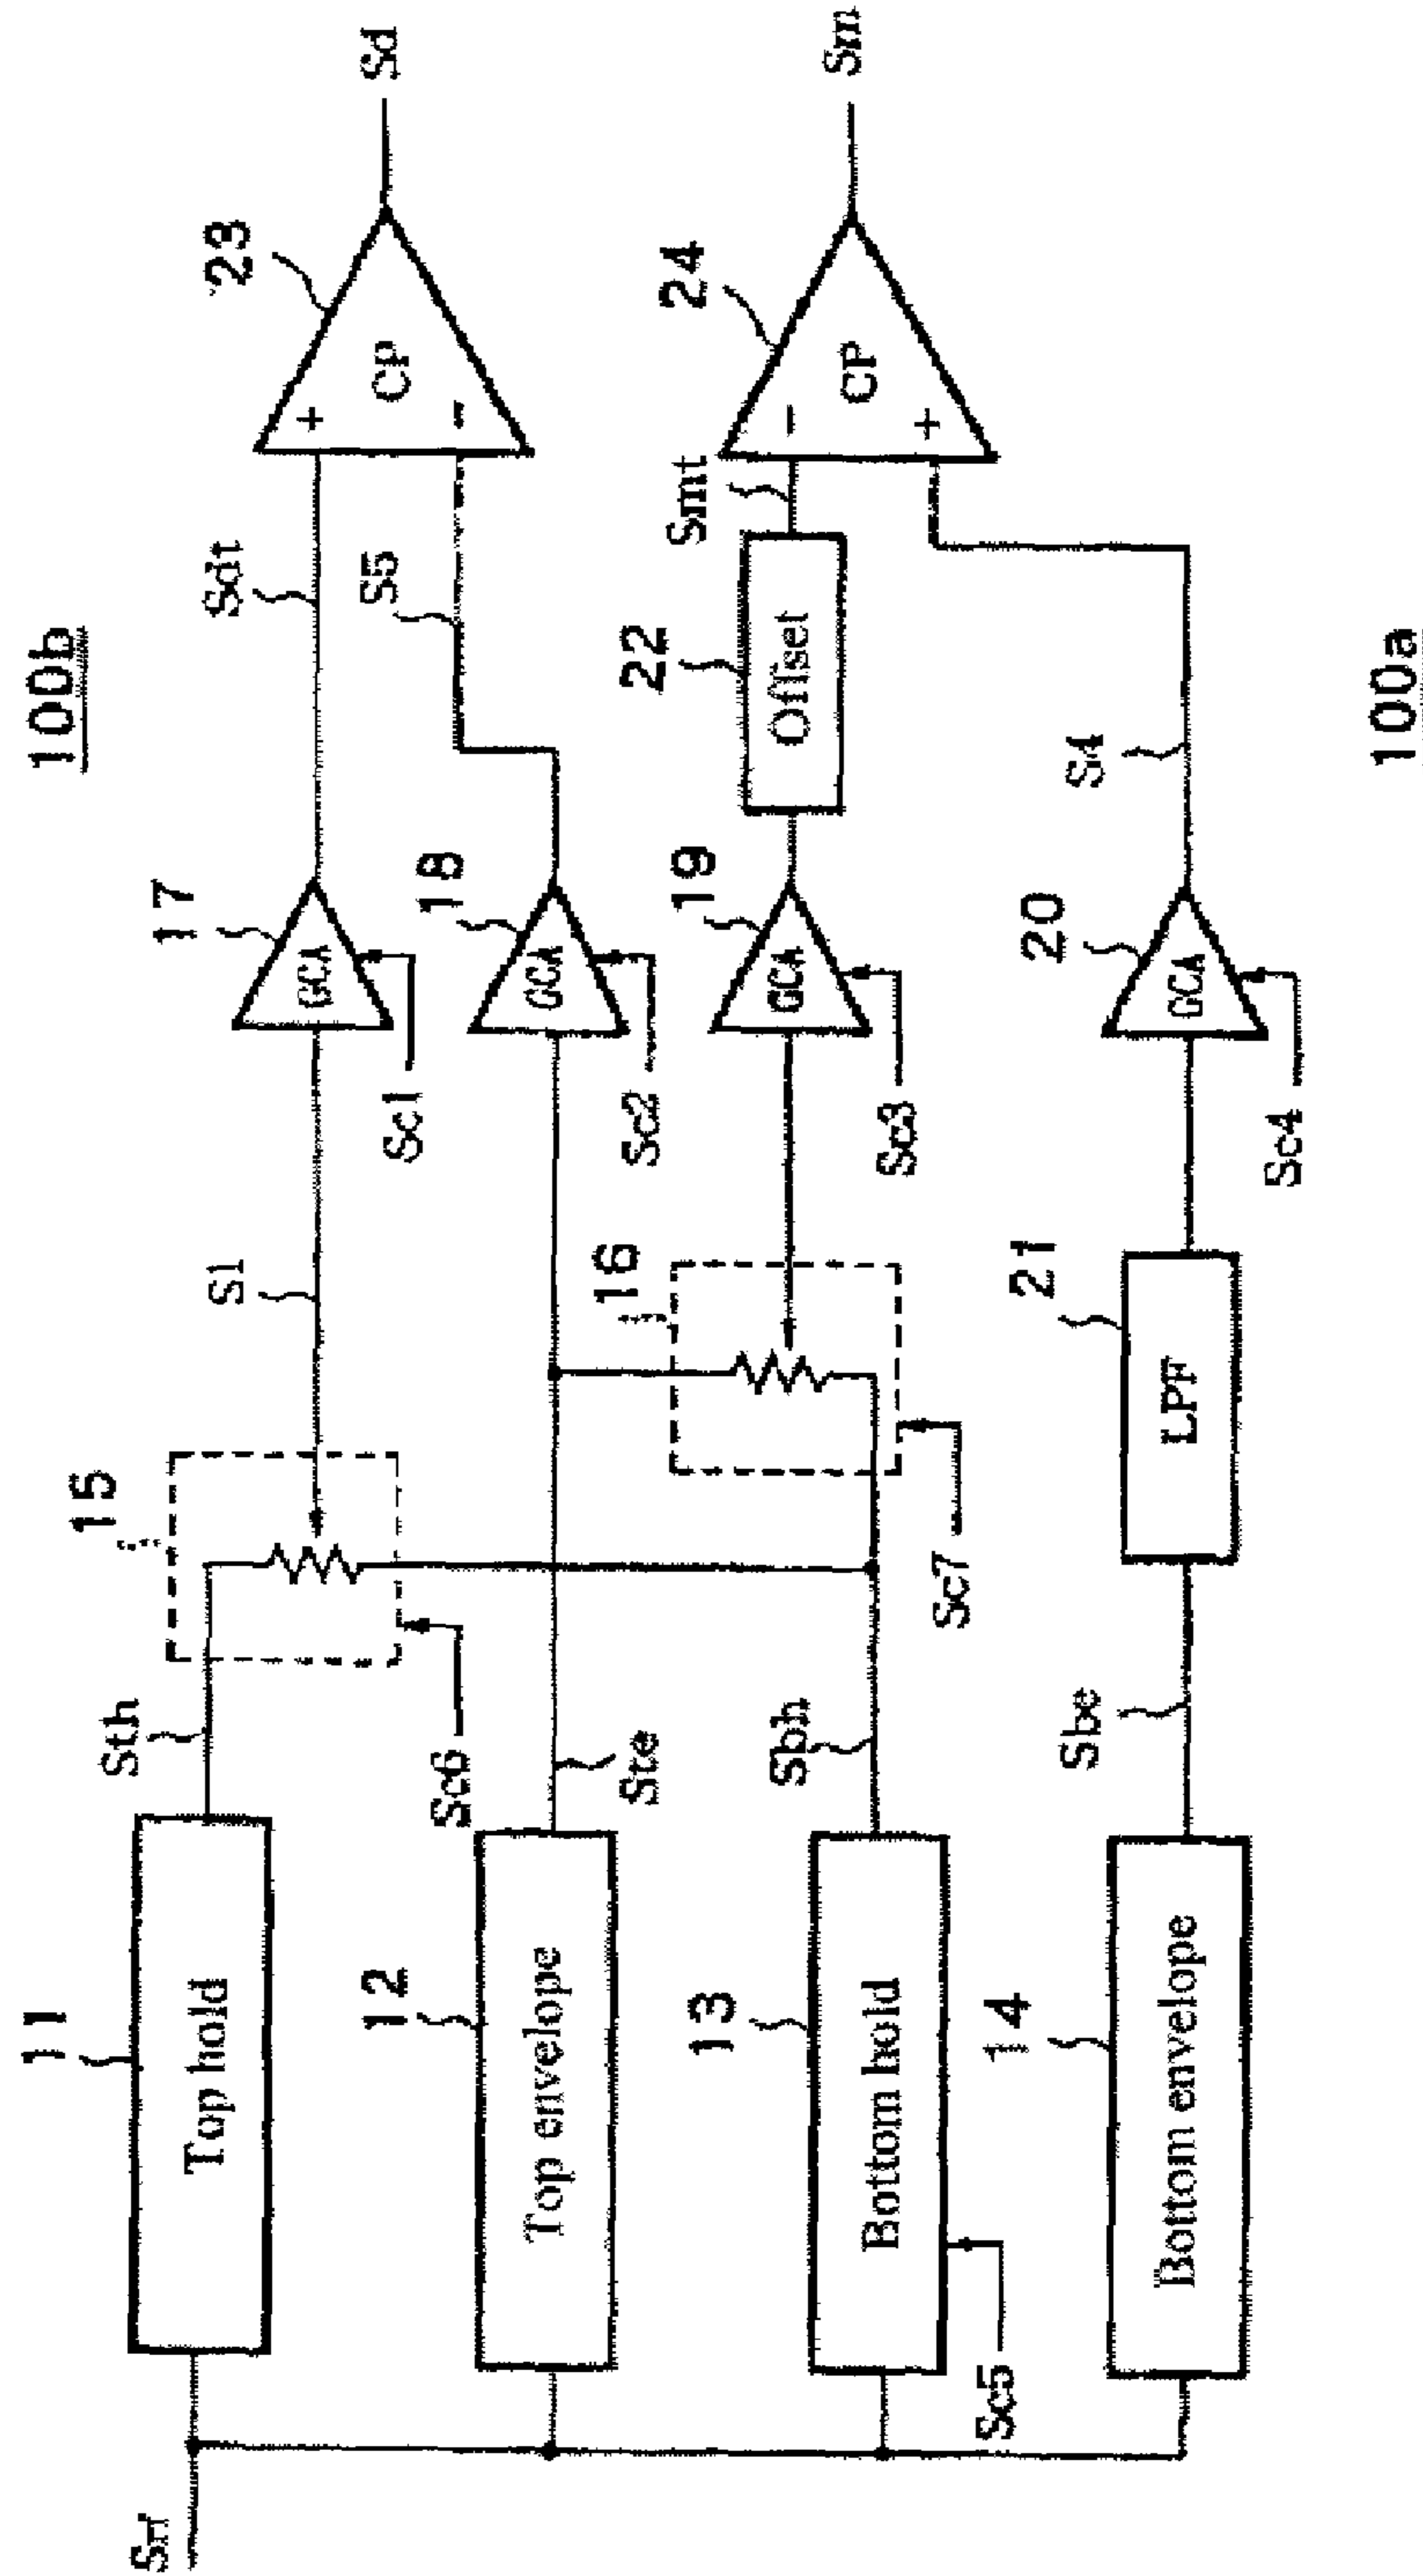 100b
Srf
11
Top hold
Sth
15
Sc6
S1
17
GCA
Sc1
Sdt
23
+
CP
-
Sd
12
Top envelope
Ste
18
GCA
Sc2
S5
13
Bottom hold
Sc5
Sbh
16
Sc7
19
GCA
Sc3
22
Offset
Smt
24
-
CP
+
Sm
14
Bottom envelope
Sbe
21
LPF
20
GCA
Sc4
S4
100a